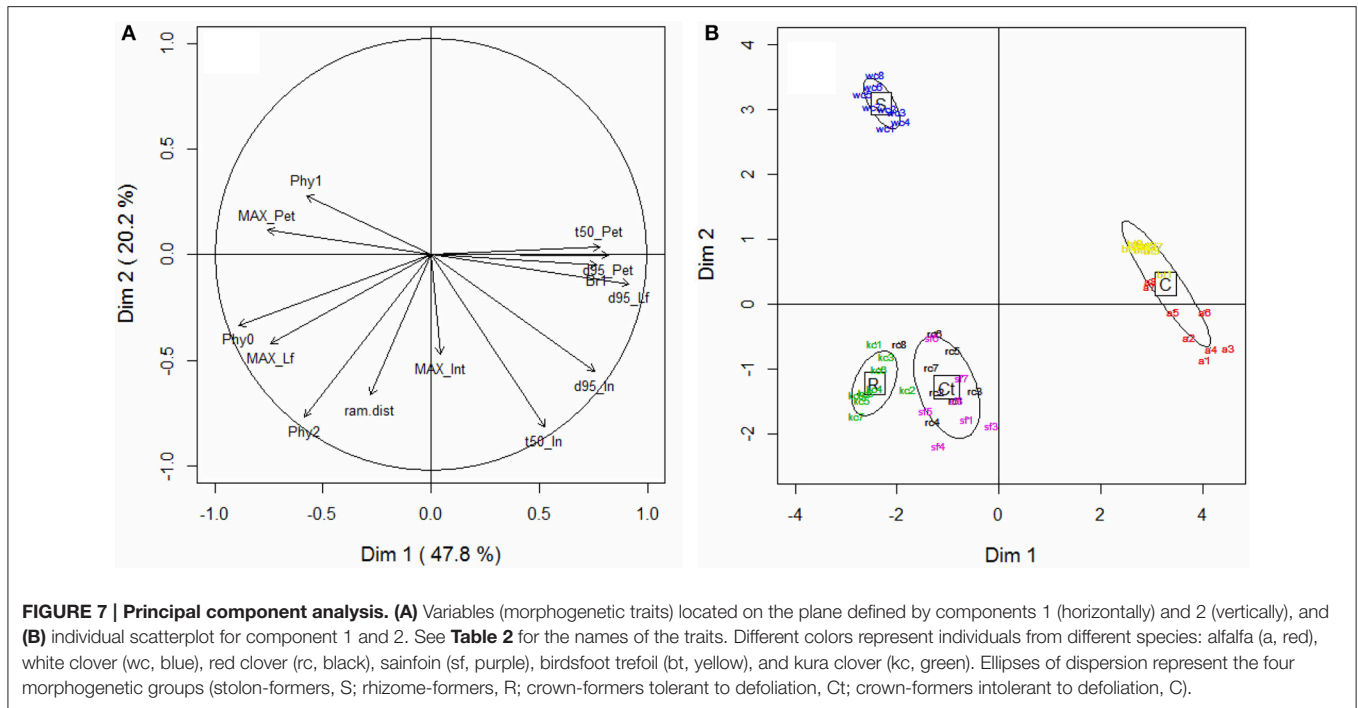 A
1.0
0.5
0.0
-0.5
-1.0
Dim 2 ( 20.2 %)
Phy1
MAX_Pet
t50_Pet
d95_Pet
Br1
d95_Lf
Phy0
MAX_Lf
MAX_Int
d95_In
ram.dist
Phy2
t50_In
-1.0 -0.5 0.0 0.5 1.0
Dim 1 ( 47.8 %)
B
4
3
2
1
0
-1
-2
Dim 2
wc8
S
wc3
wc4
wc1
C
a5
a6
a2
a4 a3
a1
kc1
kc3
R
kc2
kc5
kc7
rc8
rc5
rc7
sf7
Ct
rc3
sf5
rc4
sf1
sf3
sf4
-4 -2 0 2 4
Dim 1
FIGURE 7 | Principal component analysis. (A) Variables (morphogenetic traits) located on the plane defined by components 1 (horizontally) and 2 (vertically), and
(B) individual scatterplot for component 1 and 2. See Table 2 for the names of the traits. Different colors represent individuals from different species: alfalfa (a, red),
white clover (wc, blue), red clover (rc, black), sainfoin (sf, purple), birdsfoot trefoil (bt, yellow), and kura clover (kc, green). Ellipses of dispersion represent the four
morphogenetic groups (stolon-formers, S; rhizome-formers, R; crown-formers tolerant to defoliation, Ct; crown-formers intolerant to defoliation, C).